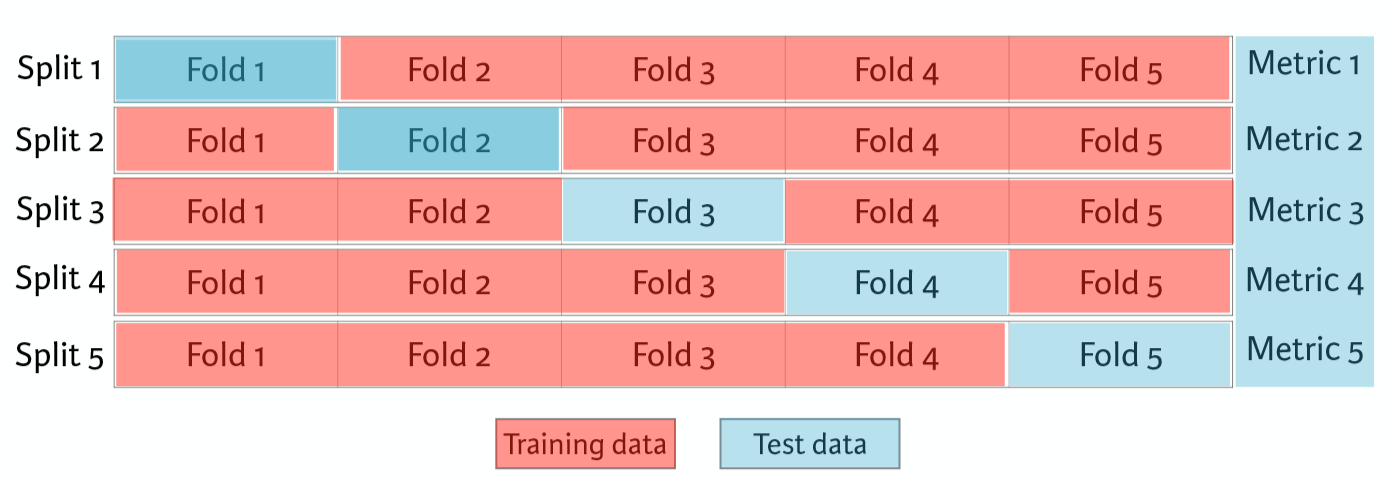 Split 1 Fold 1 Fold 2 Fold 3 Fold 4 Fold 5 Metric 1
Split 2 Fold 1 Fold 2 Fold 3 Fold 4 Fold 5 Metric 2
Split 3 Fold 1 Fold 2 Fold 3 Fold 4 Fold 5 Metric 3
Split 4 Fold 1 Fold 2 Fold 3 Fold 4 Fold 5 Metric 4
Split 5 Fold 1 Fold 2 Fold 3 Fold 4 Fold 5 Metric 5
Training data Test data